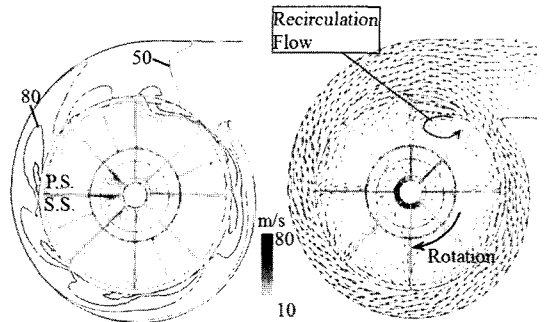 Recirculation
Flow
50
80
P.S.
S.S.
m/s
80
10
Rotation